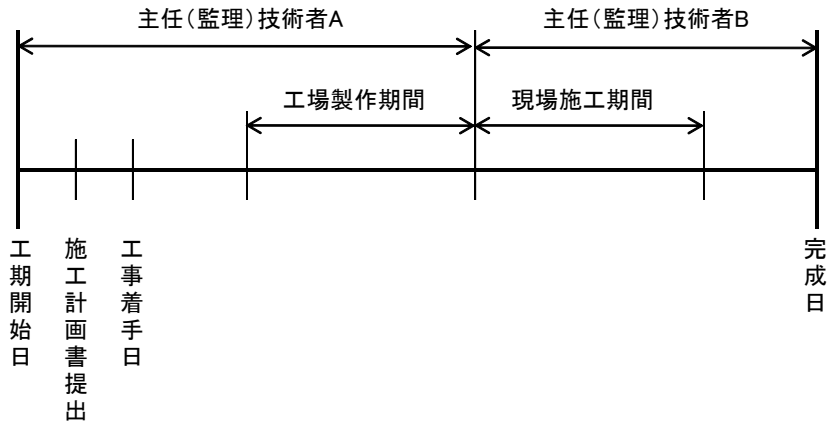 主任(監理)技術者A
主任(監理)技術者B
工場製作期間
現場施工期間
工期開始日
施工計画書提出
工事着手日
完成日